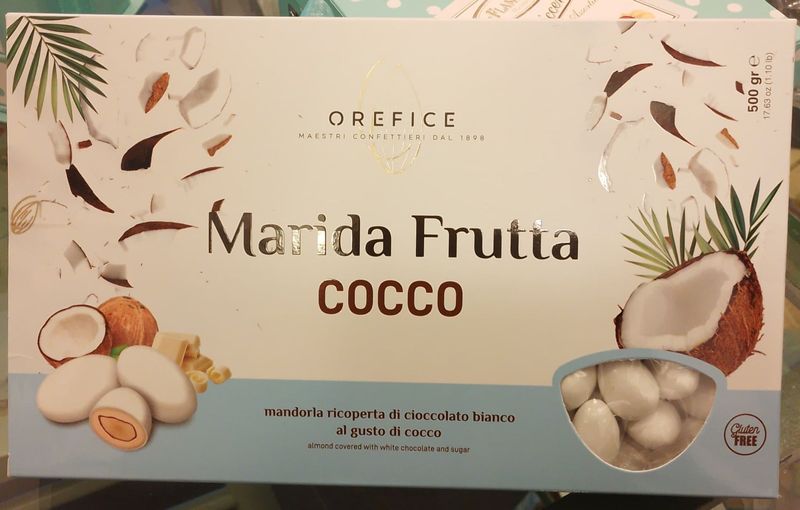 OREFICE
MAESTRI CONFETTIERI DAL 1898
500 gr e
17.63 oz (1.10 lb)
Marida Frutta
COCCO
mandorla ricoperta di cioccolato bianco
al gusto di cocco
almond covered with white chocolate and sugar
Gluten
FREE